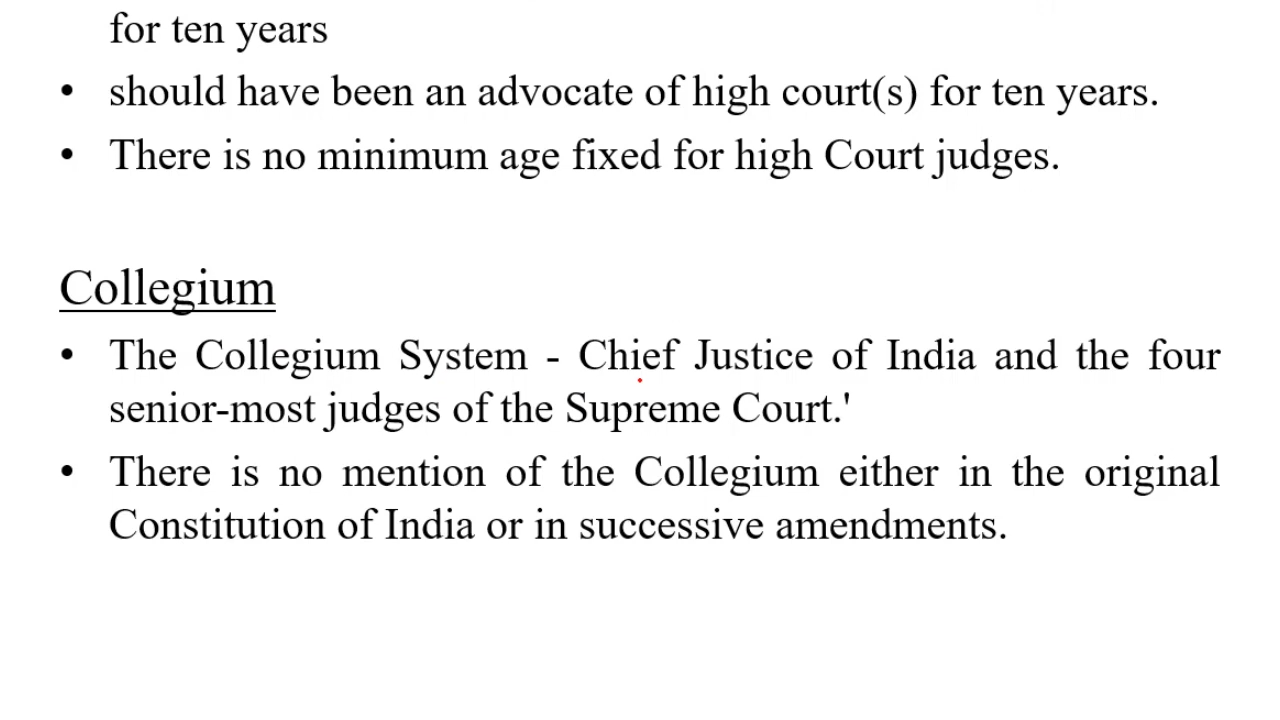 for ten years
• should have been an advocate of high court(s) for ten years.
• There is no minimum age fixed for high Court judges.
Collegium
• The Collegium System - Chief Justice of India and the four
senior-most judges of the Supreme Court.'
• There is no mention of the Collegium either in the original
Constitution of India or in successive amendments.